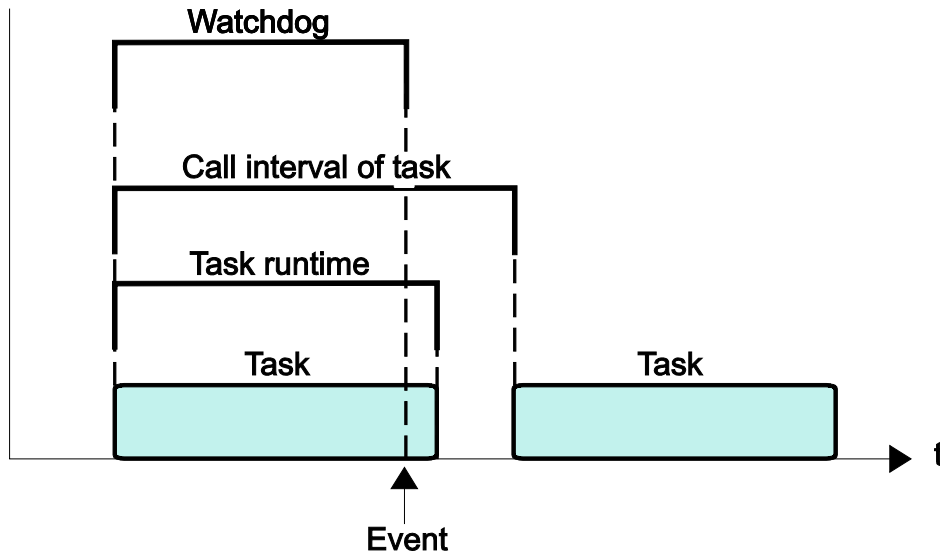 Watchdog
Call interval of task
Task runtime
Task
Task
t
Event